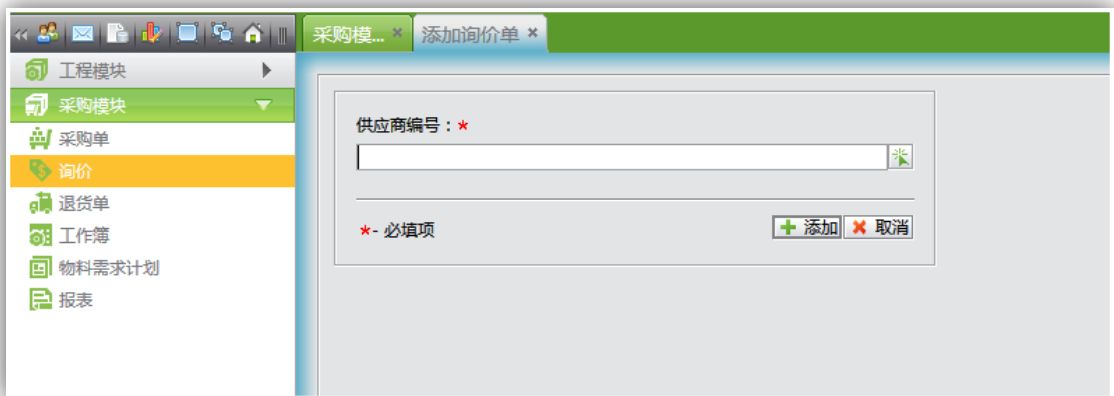 采购模... ×
添加询价单 ×
工程模块
采购模块
采购单
询价
退货单
工作簿
物料需求计划
报表
供应商编号：*
*- 必填项
添加
取消